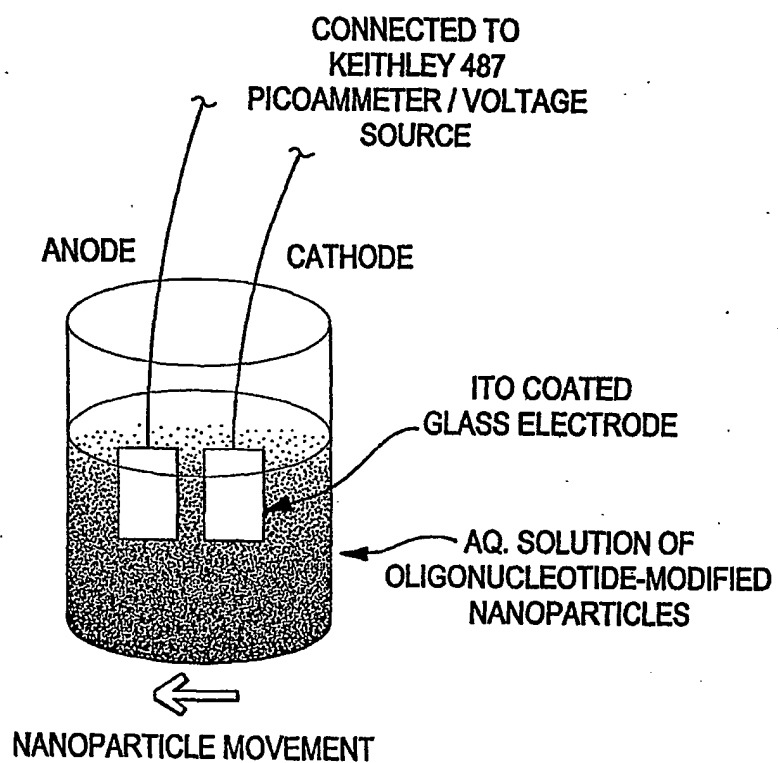 CONNECTED TO
KEITHLEY 487
PICOAMMETER / VOLTAGE
SOURCE
ANODE
CATHODE
ITO COATED
GLASS ELECTRODE
AQ. SOLUTION OF
OLIGONUCLEOTIDE-MODIFIED
NANOPARTICLES
NANOPARTICLE MOVEMENT